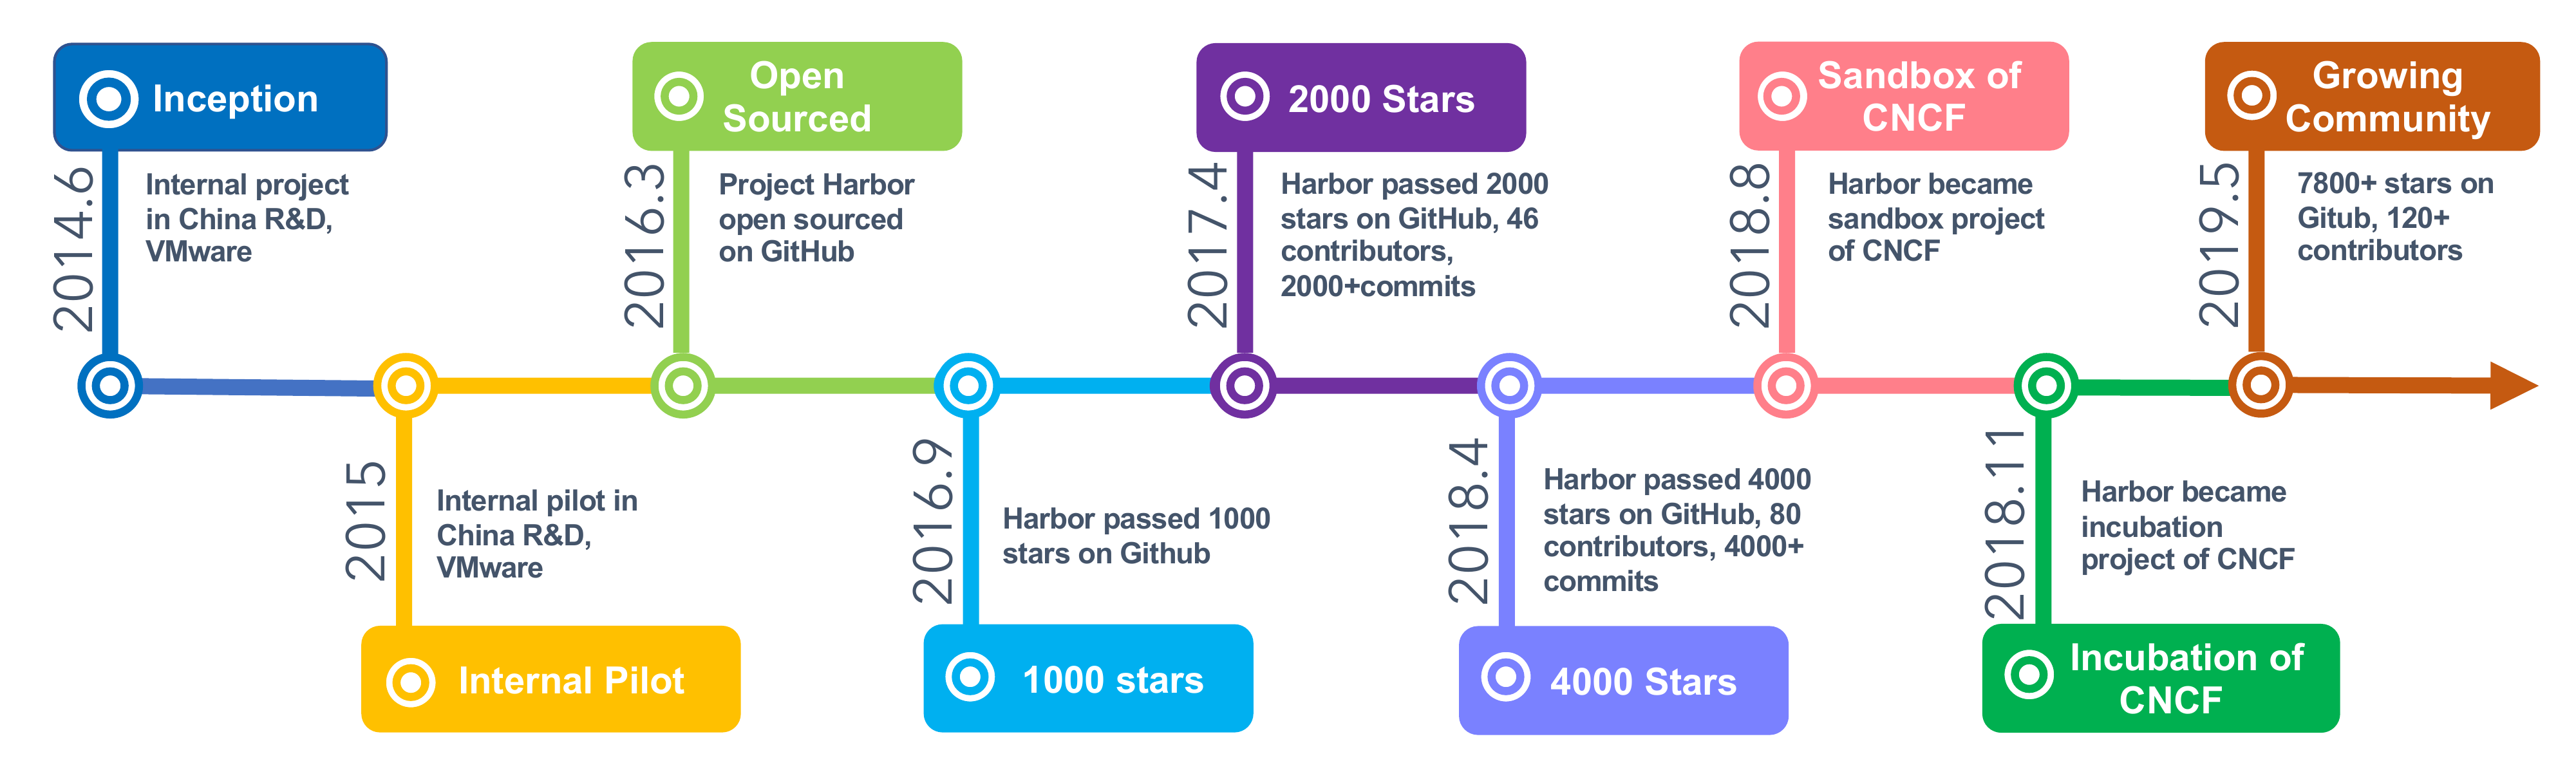 Inception
2014.6
Internal project
in China R&D,
VMware
2015
Internal pilot in
China R&D,
VMware
Internal Pilot
Open
Sourced
2016.3
Project Harbor
open sourced
on GitHub
2016.9
Harbor passed 1000
stars on Github
1000 stars
2000 Stars
2017.4
Harbor passed 2000
stars on GitHub, 46
contributors,
2000+commits
2018.4
Harbor passed 4000
stars on GitHub, 80
contributors, 4000+
commits
4000 Stars
Sandbox of
CNCF
2018.8
Harbor became
sandbox project
of CNCF
2018.11
Harbor became
incubation
project of CNCF
Incubation of
CNCF
Growing
Community
2019.5
7800+ stars on
Gitub, 120+
contributors